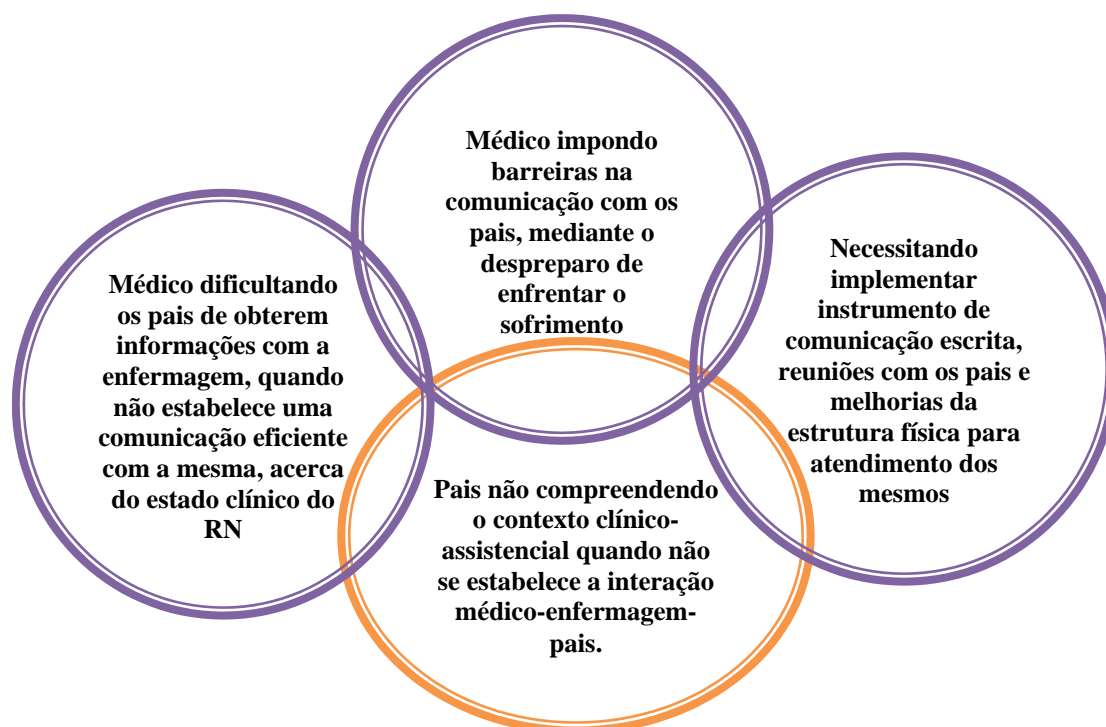 Médico impondo
barreiras na
comunicação com os
pais, mediante o
despreparo de
enfrentar o
sofrimento
Médico dificultando
os pais de obterem
informações com a
enfermagem, quando
não estabelece uma
comunicação eficiente
com a mesma, acerca
do estado clínico do
RN
Necessitando
implementar
instrumento de
comunicação escrita,
reuniões com os pais e
melhorias da
estrutura física para
atendimento dos
mesmos
Pais não compreendendo
o contexto clínico-
assistencial quando não
se estabelece a interação
médico-enfermagem-
pais.